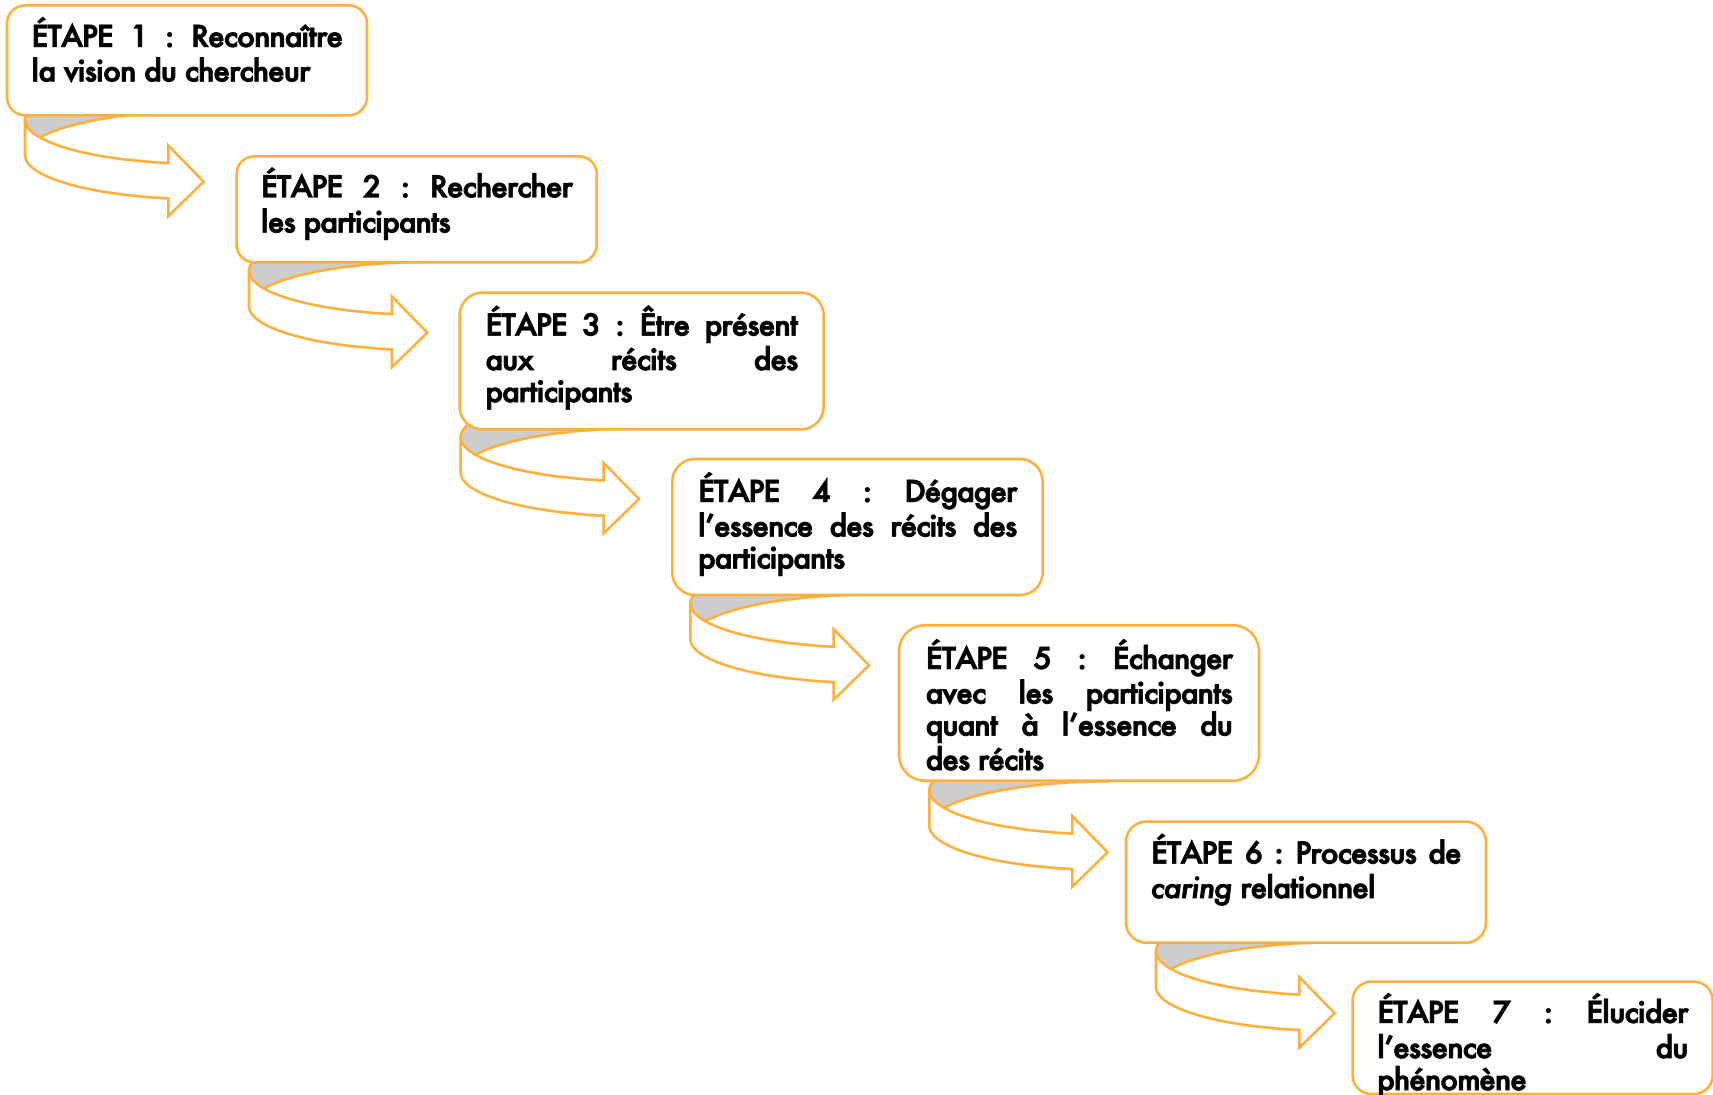 ÉTAPE 1 : Reconnaître
la vision du chercheur
ÉTAPE 2 : Rechercher
les participants
ÉTAPE 3 : Être présent
aux récits des
participants
ÉTAPE 4 : Dégager
l’essence des récits des
participants
ÉTAPE 5 : Échanger
avec les participants
quant à l’essence du
des récits
ÉTAPE 6 : Processus de
caring relationnel
ÉTAPE 7 : Élucider
l’essence du
phénomène